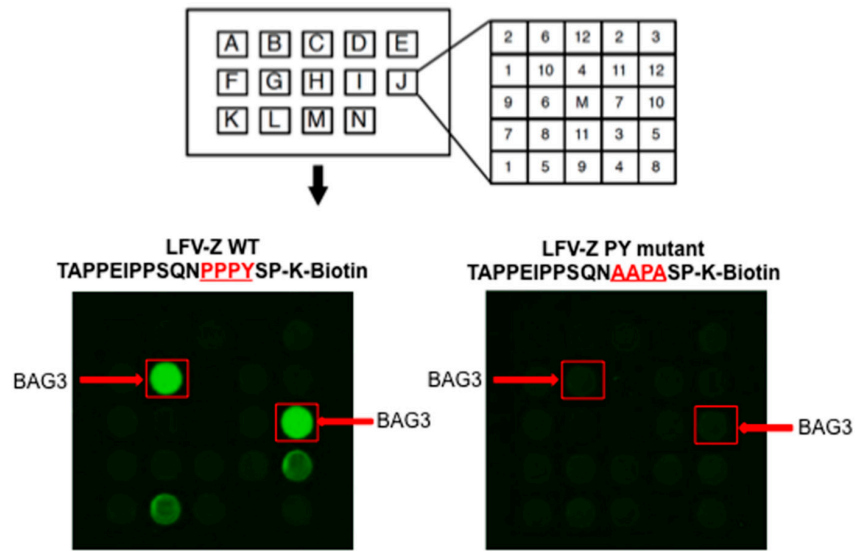 A B C D E
F G H I J
K L M N
2 6 12 2 3
1 10 4 11 12
9 6 M 7 10
7 8 11 3 5
1 5 9 4 8
LFV-Z WT
TAPPEIPPSQNPPPYSP-K-Biotin
BAG3
BAG3
LFV-Z PY mutant
TAPPEIPPSQNAAPASP-K-Biotin
BAG3
BAG3